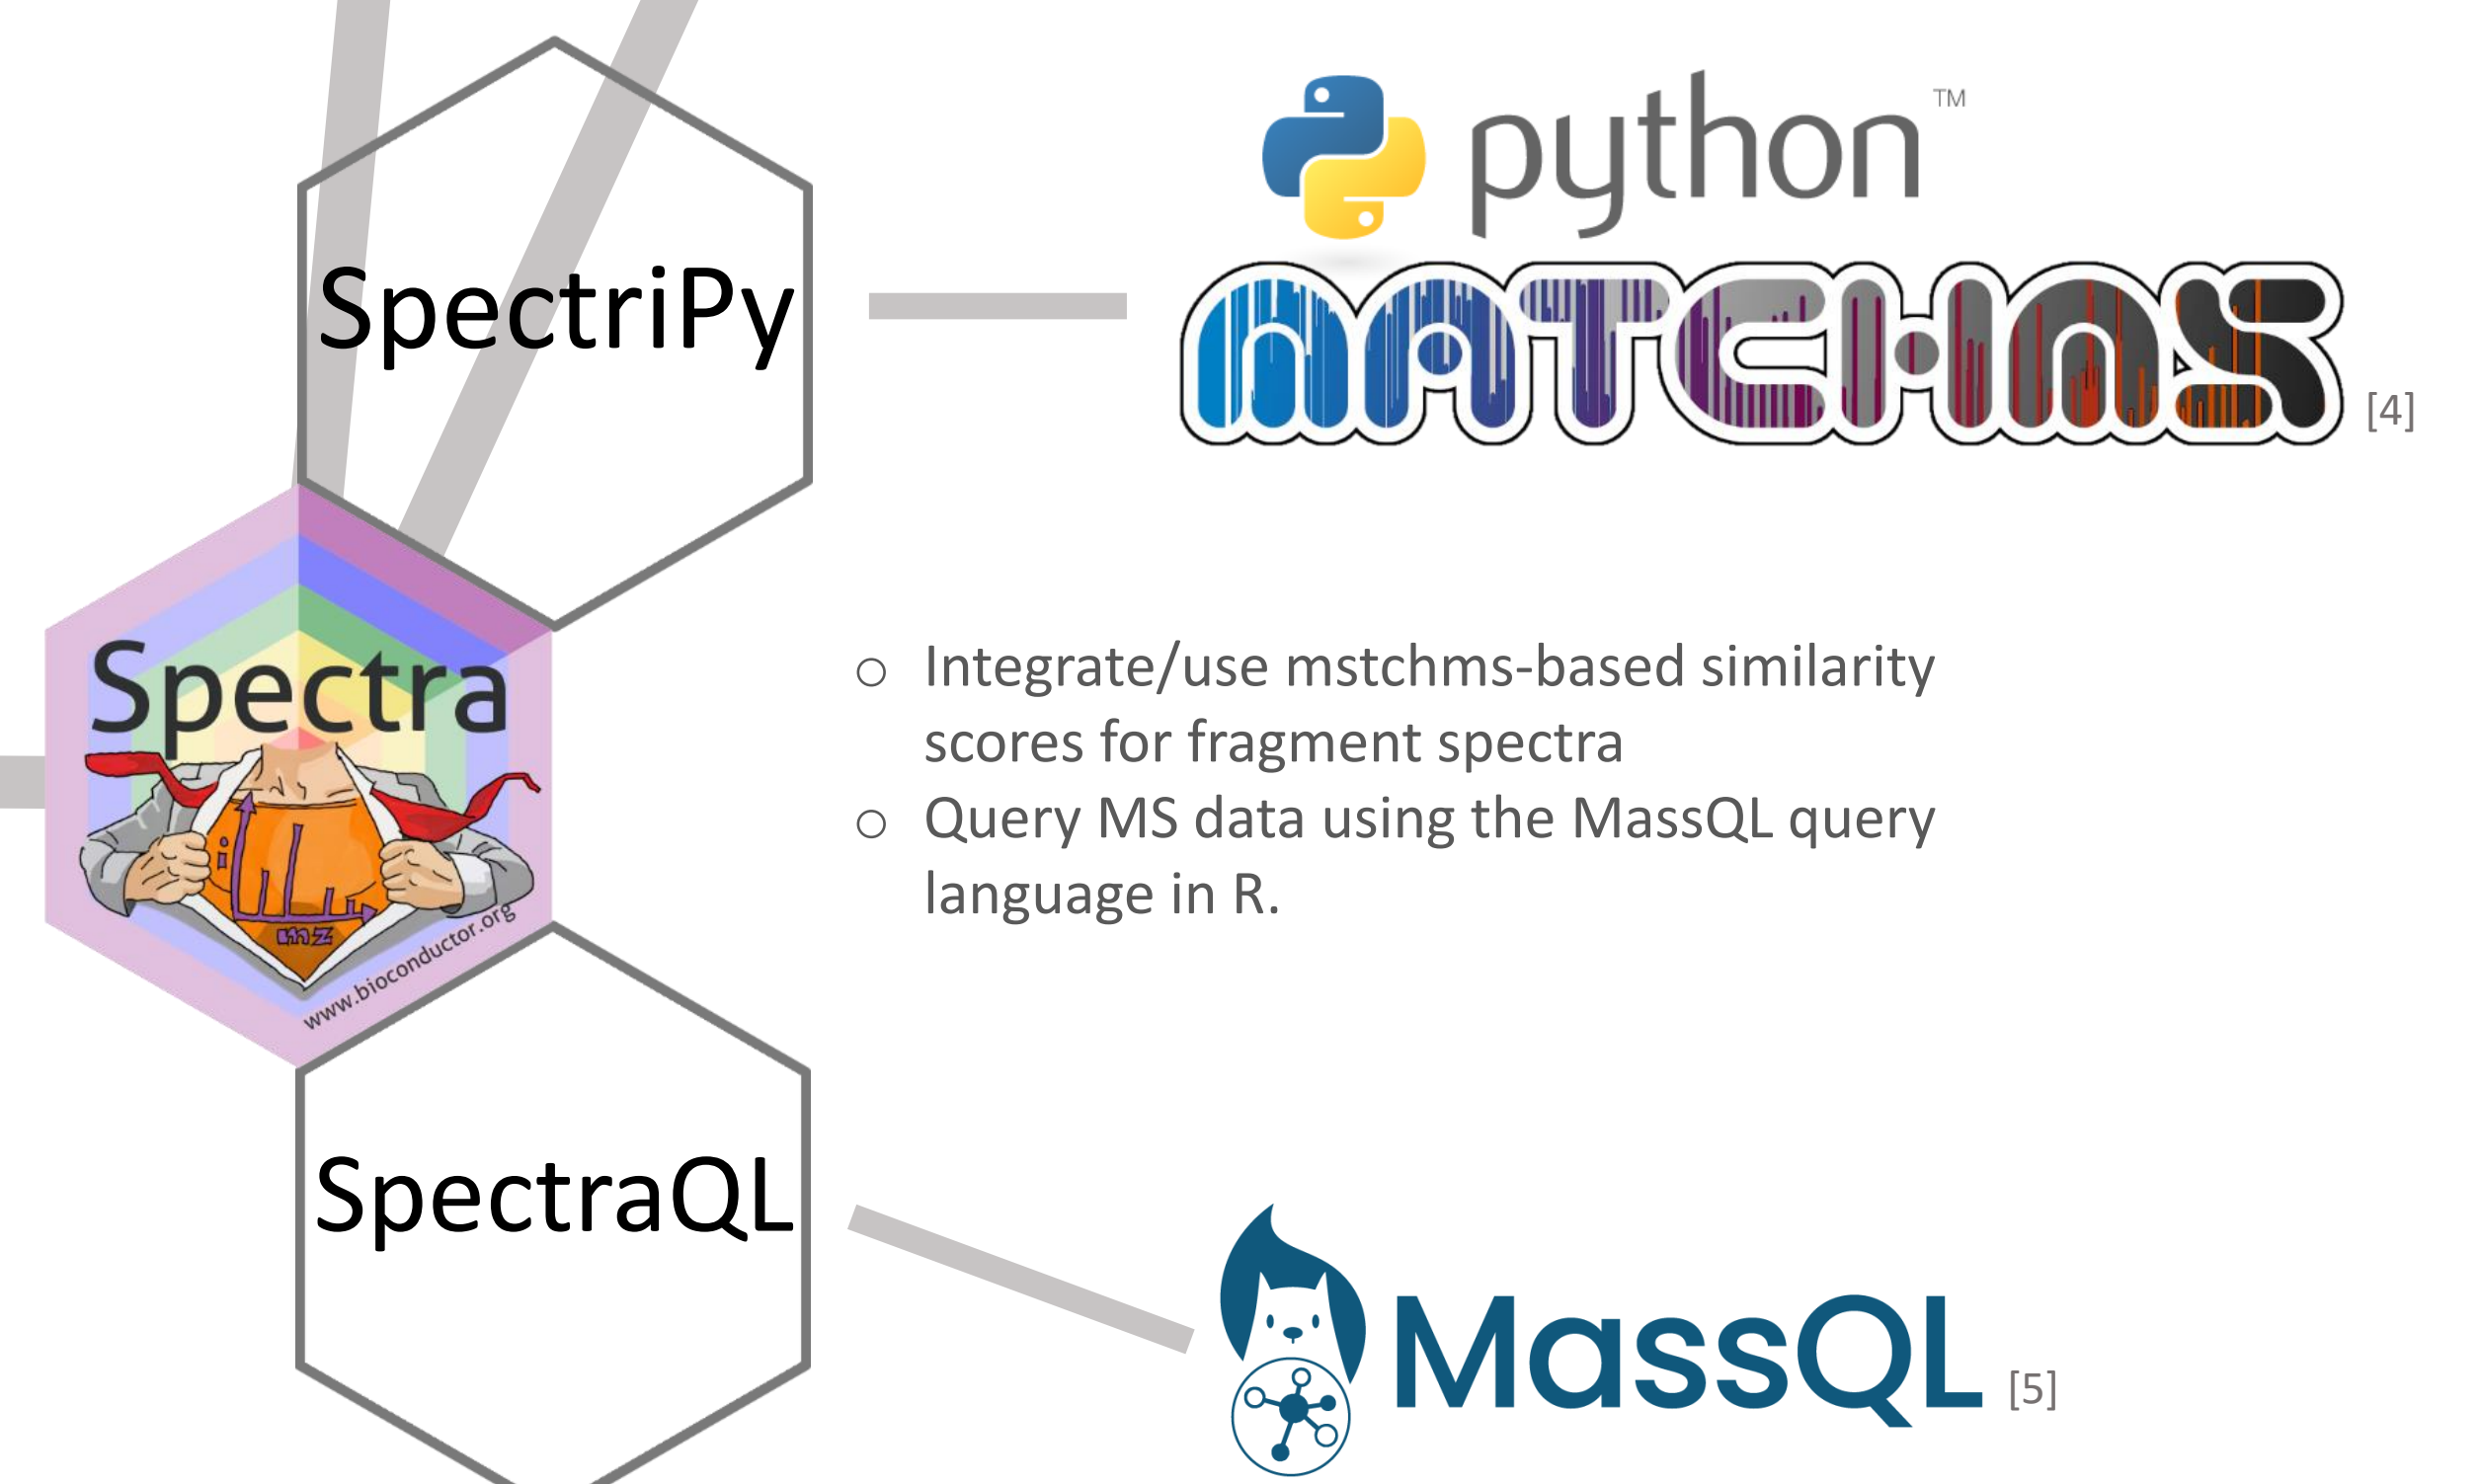 python™
matchms [4]
SpectriPy
Spectra
mz
www.bioconductor.org
○ Integrate/use mstchms-based similarity
scores for fragment spectra
○ Query MS data using the MassQL query
language in R.
SpectraQL
MassQL [5]